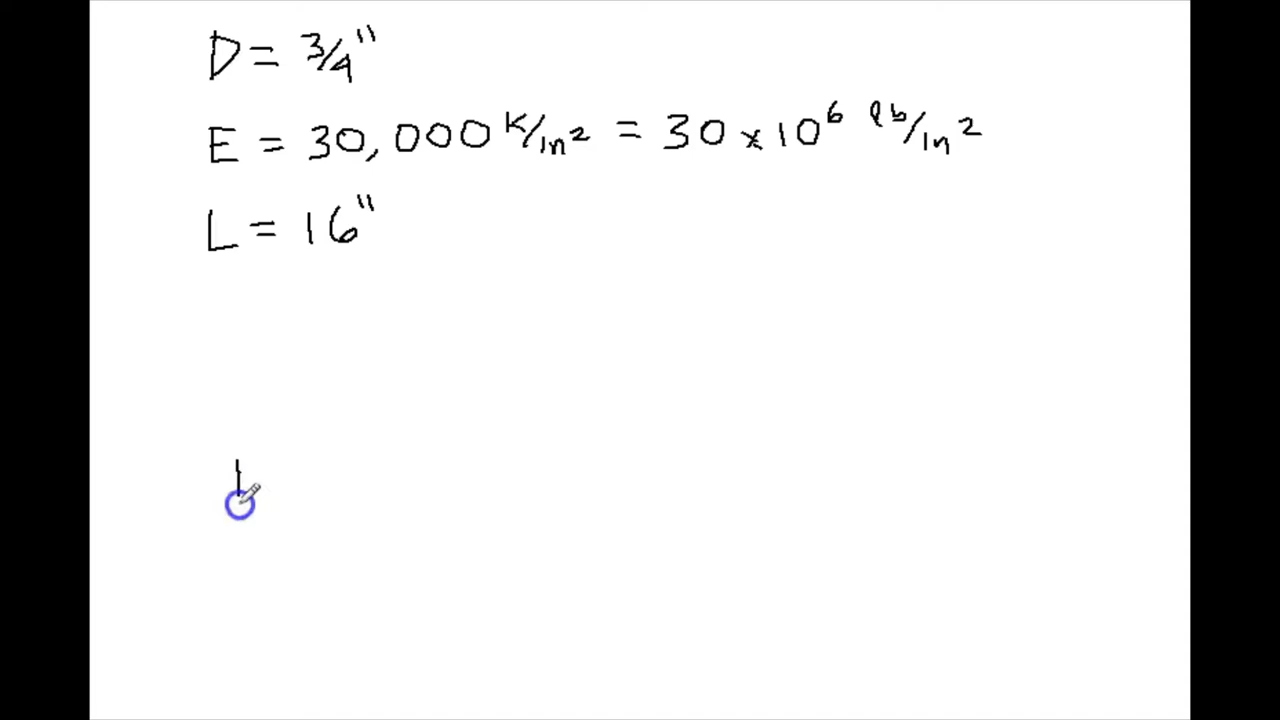 D = 3/4"
E = 30,000 K/in² = 30 x 10⁶ lb/in²
L = 16"